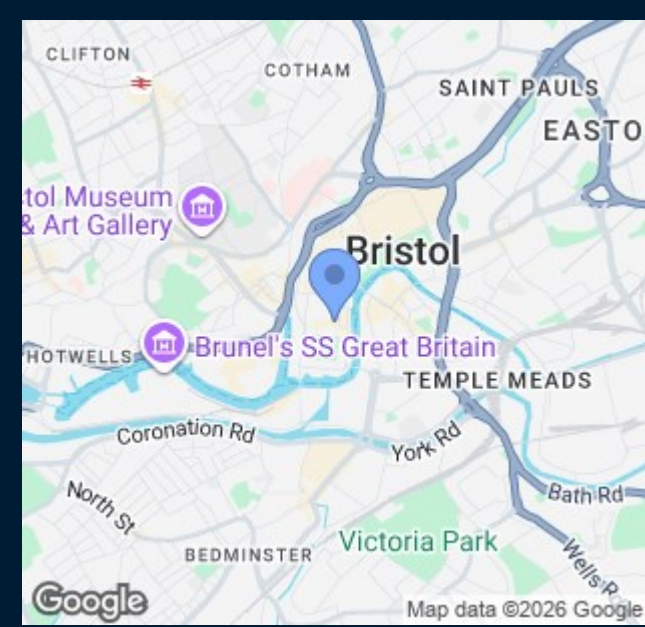 CLIFTON
COTHAM
SAINT PAULS
EASTO
tol Museum
& Art Gallery
Bristol
HOTWELLS
Brunel's SS Great Britain
TEMPLE MEADS
Coronation Rd
York Rd
North St
Bath Rd
BEDMINSTER
Victoria Park
Wells R
Google
Map data ©2026 Google